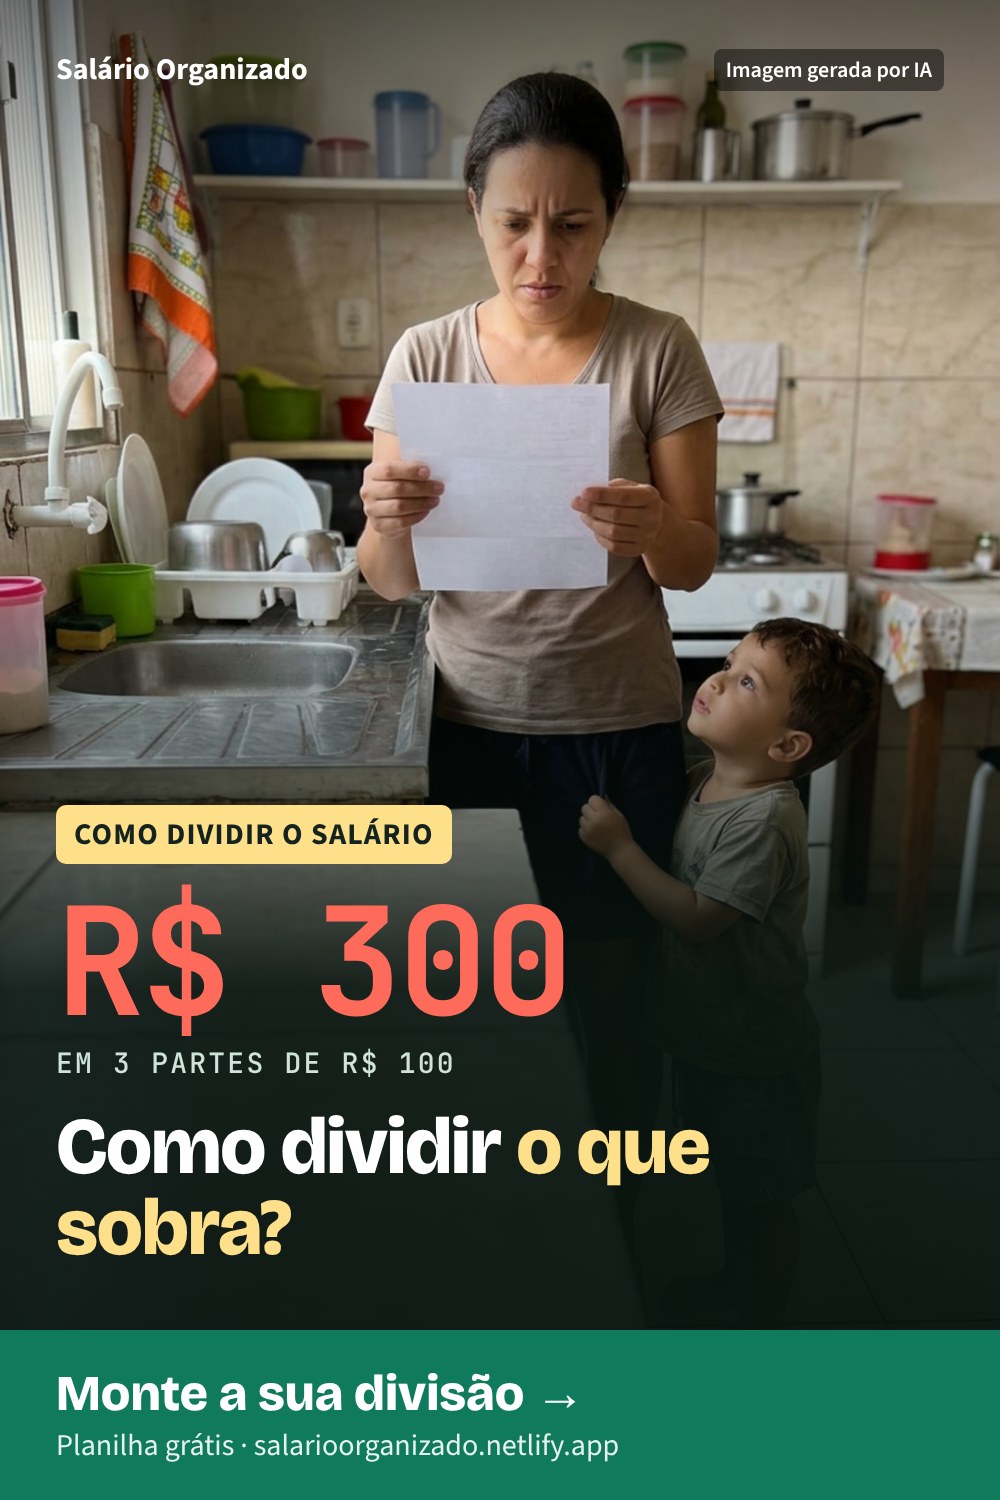 Salário Organizado
Imagem gerada por IA
COMO DIVIDIR O SALÁRIO
R$ 300
EM 3 PARTES DE R$ 100
Como dividir o que
sobra?
Monte a sua divisão →
Planilha grátis · salarioorganizado.netlify.app